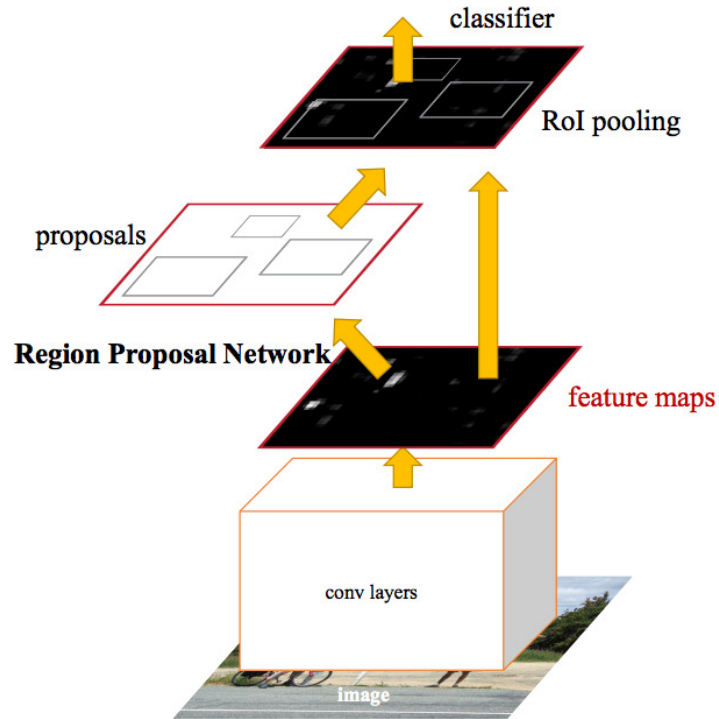 classifier
RoI pooling
proposals
Region Proposal Network
feature maps
conv layers
image